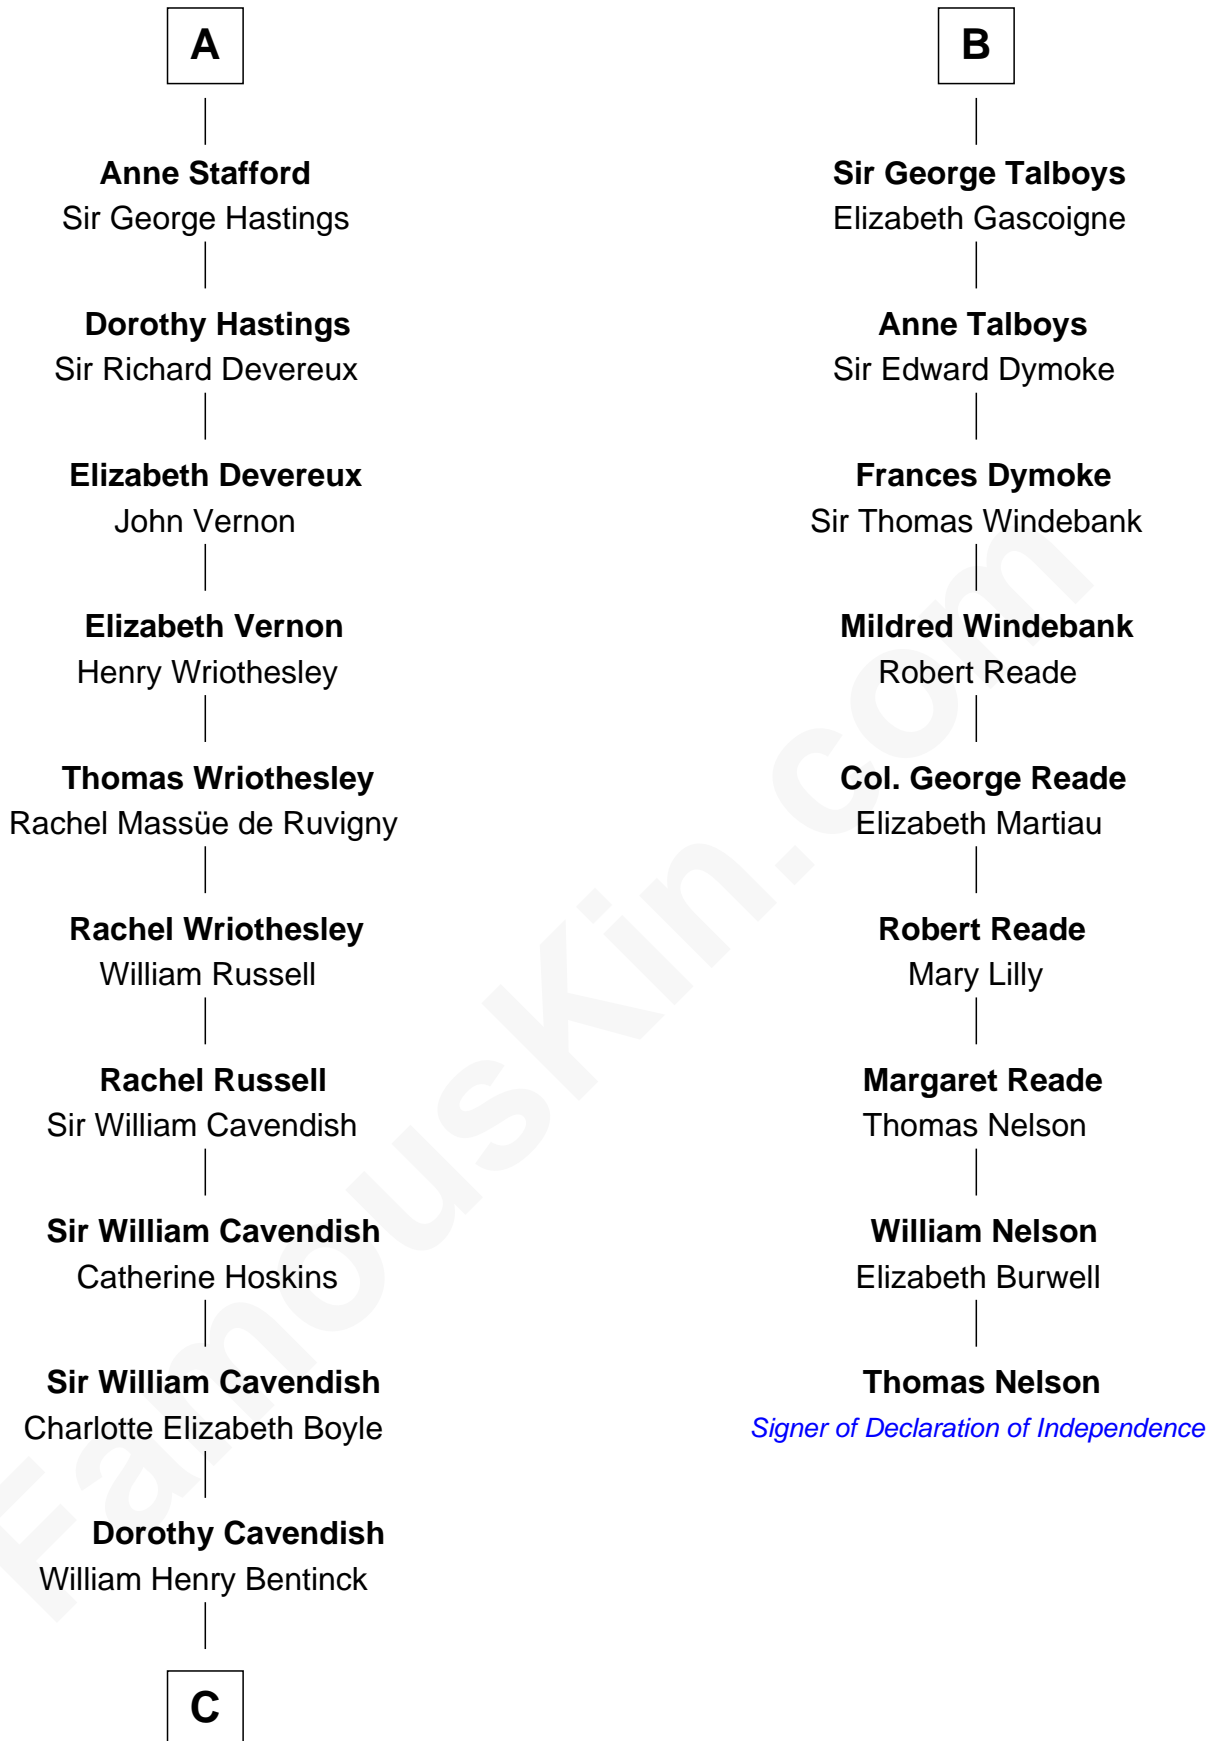 A
Anne Stafford
Sir George Hastings
Dorothy Hastings
Sir Richard Devereux
Elizabeth Devereux
John Vernon
Elizabeth Vernon
Henry Wriothesley
Thomas Wriothesley
Rachel Massüe de Ruvigny
Rachel Wriothesley
William Russell
Rachel Russell
Sir William Cavendish
Sir William Cavendish
Catherine Hoskins
Sir William Cavendish
Charlotte Elizabeth Boyle
Dorothy Cavendish
William Henry Bentinck
C
B
Sir George Talboys
Elizabeth Gascoigne
Anne Talboys
Sir Edward Dymoke
Frances Dymoke
Sir Thomas Windebank
Mildred Windebank
Robert Reade
Col. George Reade
Elizabeth Martiau
Robert Reade
Mary Lilly
Margaret Reade
Thomas Nelson
William Nelson
Elizabeth Burwell
Thomas Nelson
Signer of Declaration of Independence
FamousKin.com